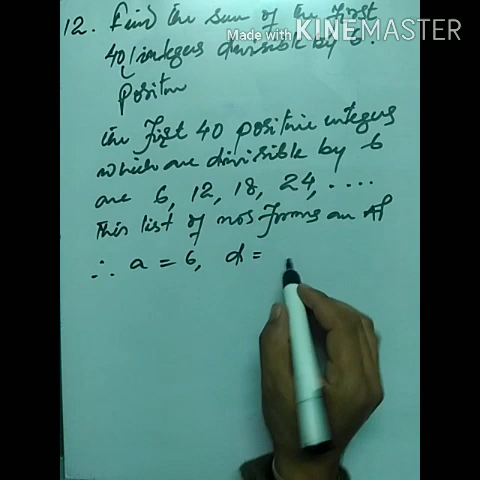 12. Find the sum of the first
Made with KINEMASTER
40 integers divisible by 6.
positive
The first 40 positive integers
which are divisible by 6
are 6, 12, 18, 24, ....
This list of nos forms an AP
∴ a = 6, d =